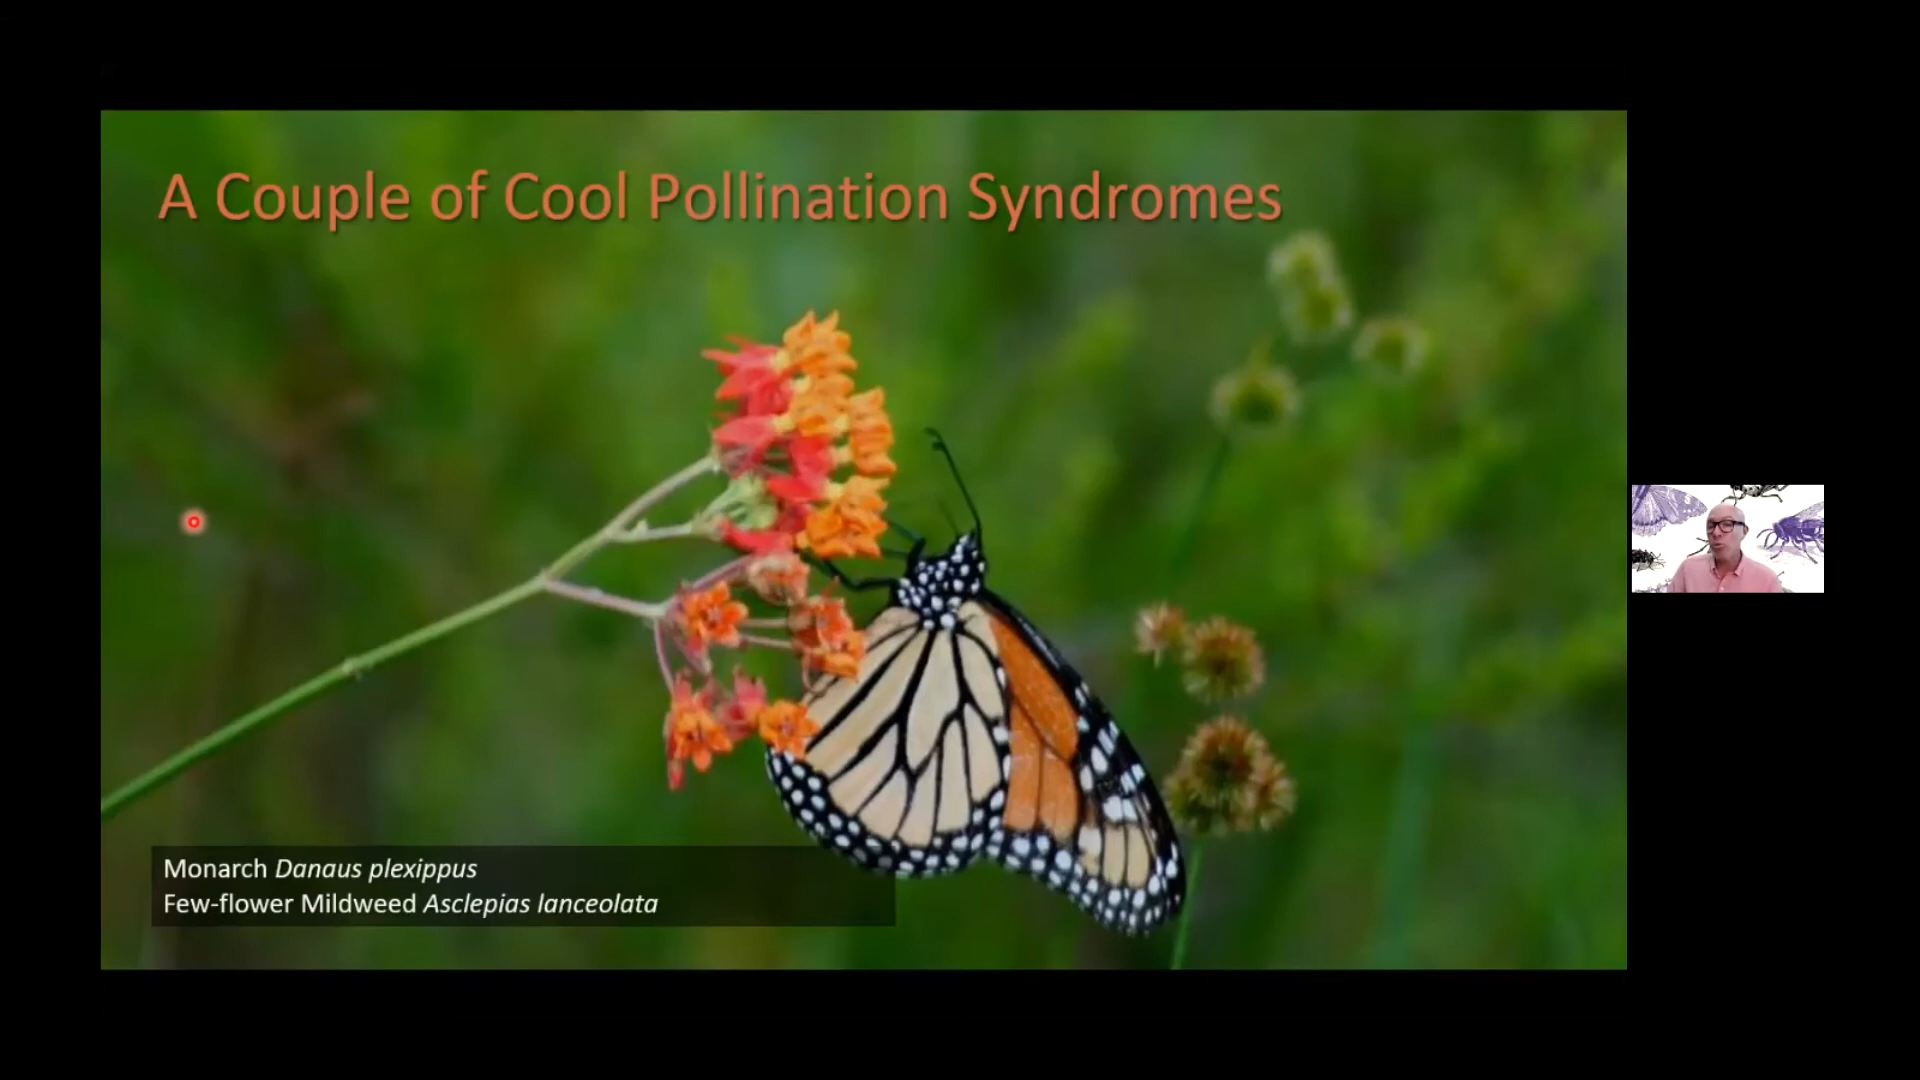 A Couple of Cool Pollination Syndromes
Monarch Danaus plexippus
Few-flower Mildweed Asclepias lanceolata